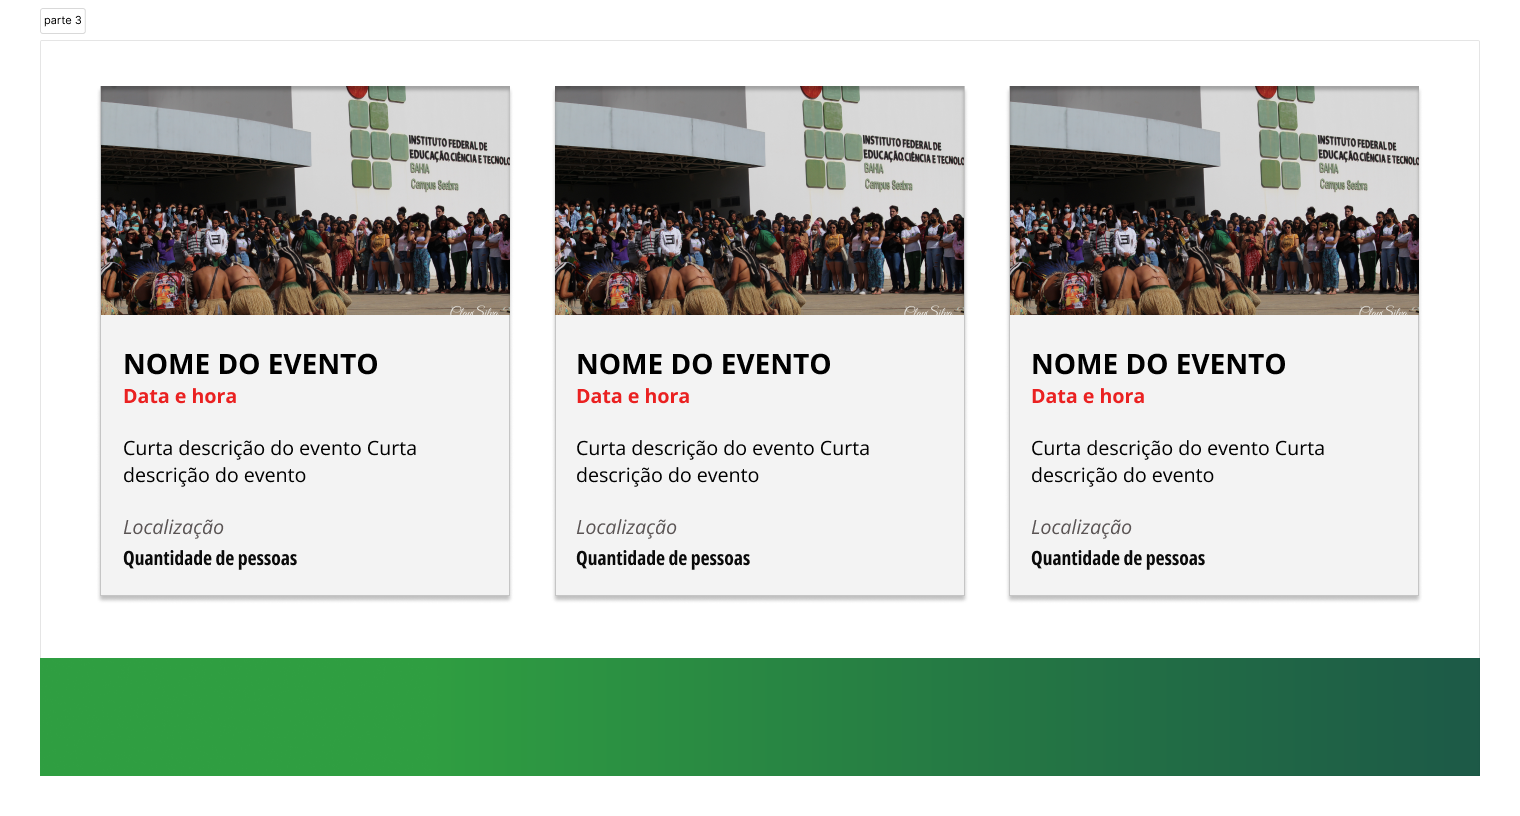 parte 3
INSTITUTO FEDERAL DE
EDUCAÇÃO, CIÊNCIA E TECNOLO
BAHIA
Campus Seabra
INSTITUTO FEDERAL DE
EDUCAÇÃO, CIÊNCIA E TECNOLO
BAHIA
Campus Seabra
INSTITUTO FEDERAL DE
EDUCAÇÃO, CIÊNCIA E TECNOLO
BAHIA
Campus Seabra
NOME DO EVENTO
Data e hora
Curta descrição do evento Curta
descrição do evento
Localização
Quantidade de pessoas
NOME DO EVENTO
Data e hora
Curta descrição do evento Curta
descrição do evento
Localização
Quantidade de pessoas
NOME DO EVENTO
Data e hora
Curta descrição do evento Curta
descrição do evento
Localização
Quantidade de pessoas